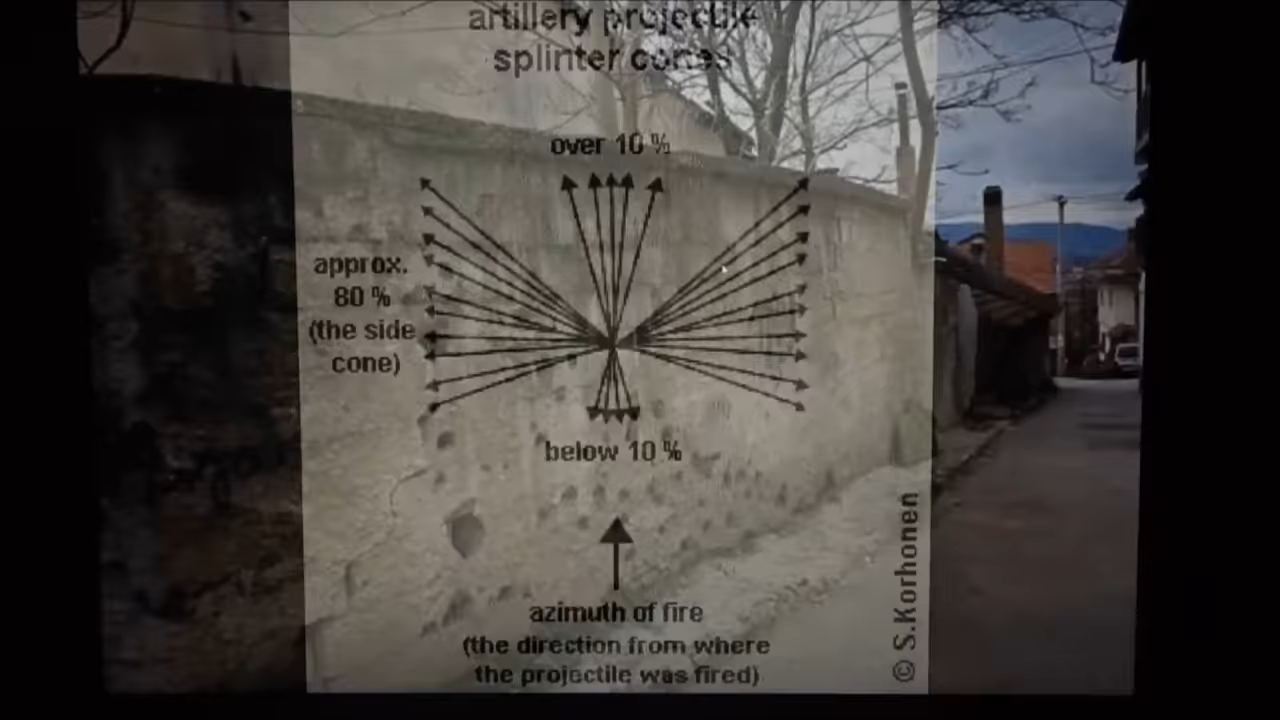 artillery projectile
splinter cones
over 10 %
approx.
80 %
(the side
cone)
below 10 %
azimuth of fire
(the direction from where
the projectile was fired)
© S.Korhonen